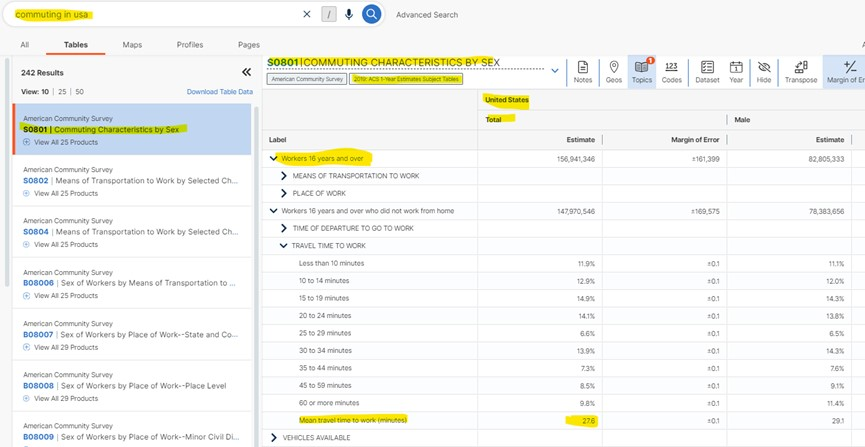 commuting in usa
/
Advanced Search
All Tables Maps Profiles Pages
242 Results
View: 10 | 25 | 50 Download Table Data
American Community Survey
S0801 | Commuting Characteristics by Sex
View All 25 Products
American Community Survey
S0802 | Means of Transportation to Work by Selected Ch...
View All 25 Products
American Community Survey
S0804 | Means of Transportation to Work by Selected Ch...
View All 25 Products
American Community Survey
B08006 | Sex of Workers by Means of Transportation to ...
View All 25 Products
American Community Survey
B08007 | Sex of Workers by Place of Work--State and Co...
View All 29 Products
American Community Survey
B08008 | Sex of Workers by Place of Work--Place Level
View All 29 Products
American Community Survey
B08009 | Sex of Workers by Place of Work--Minor Civil Di...
S0801 | COMMUTING CHARACTERISTICS BY SEX
American Community Survey 2019: ACS 1-Year Estimates Subject Tables
Notes Geos Topics 1 123 Codes Dataset Year Hide Transpose Margin of Er
United States
Total Male
Label Estimate Margin of Error Estimate
Workers 16 years and over 156,941,346 ±161,399 82,805,333
MEANS OF TRANSPORTATION TO WORK
PLACE OF WORK
Workers 16 years and over who did not work from home 147,970,546 ±169,575 78,383,656
TIME OF DEPARTURE TO GO TO WORK
TRAVEL TIME TO WORK
Less than 10 minutes 11.9% ±0.1 11.1%
10 to 14 minutes 12.9% ±0.1 12.0%
15 to 19 minutes 14.9% ±0.1 14.3%
20 to 24 minutes 14.1% ±0.1 13.8%
25 to 29 minutes 6.6% ±0.1 6.5%
30 to 34 minutes 13.9% ±0.1 14.3%
35 to 44 minutes 7.3% ±0.1 7.6%
45 to 59 minutes 8.5% ±0.1 9.1%
60 or more minutes 9.8% ±0.1 11.4%
Mean travel time to work (minutes) 27.6 ±0.1 29.1
VEHICLES AVAILABLE